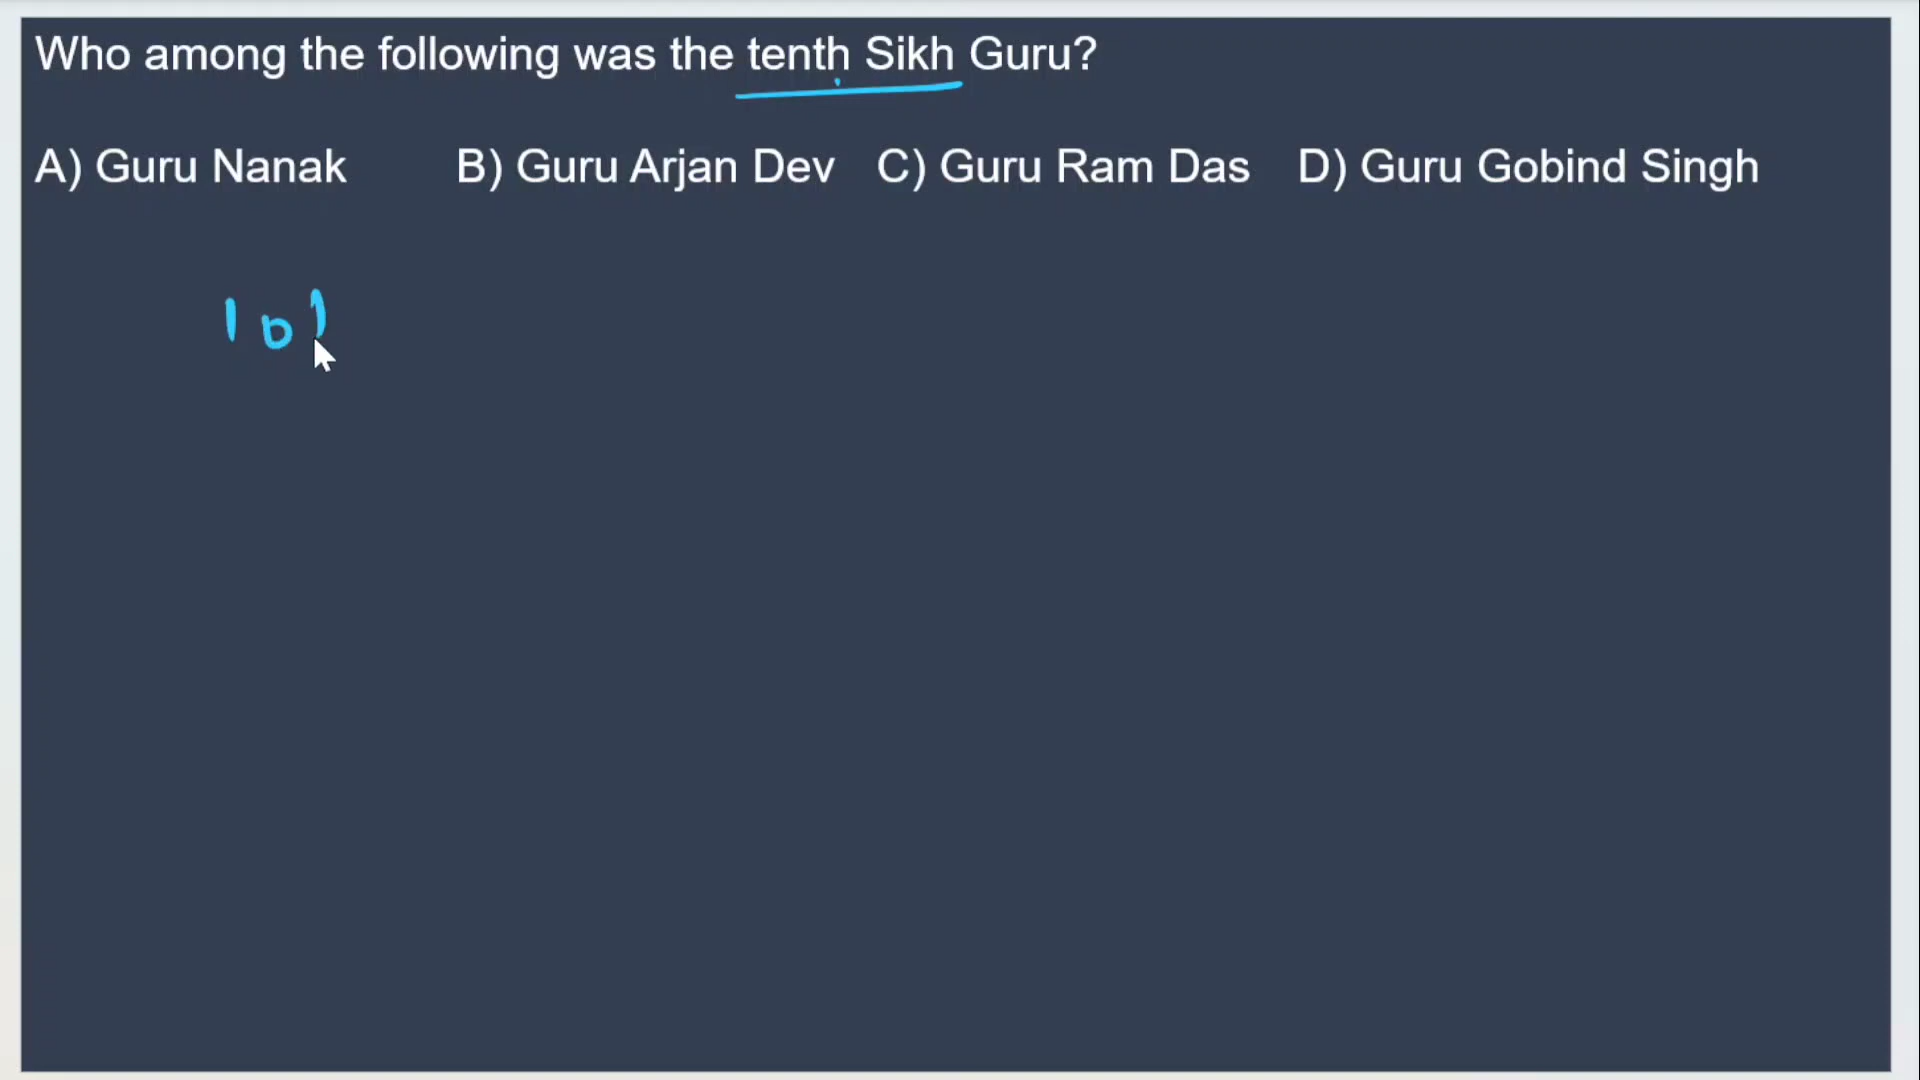 Who among the following was the tenth Sikh Guru?
A) Guru Nanak B) Guru Arjan Dev C) Guru Ram Das D) Guru Gobind Singh